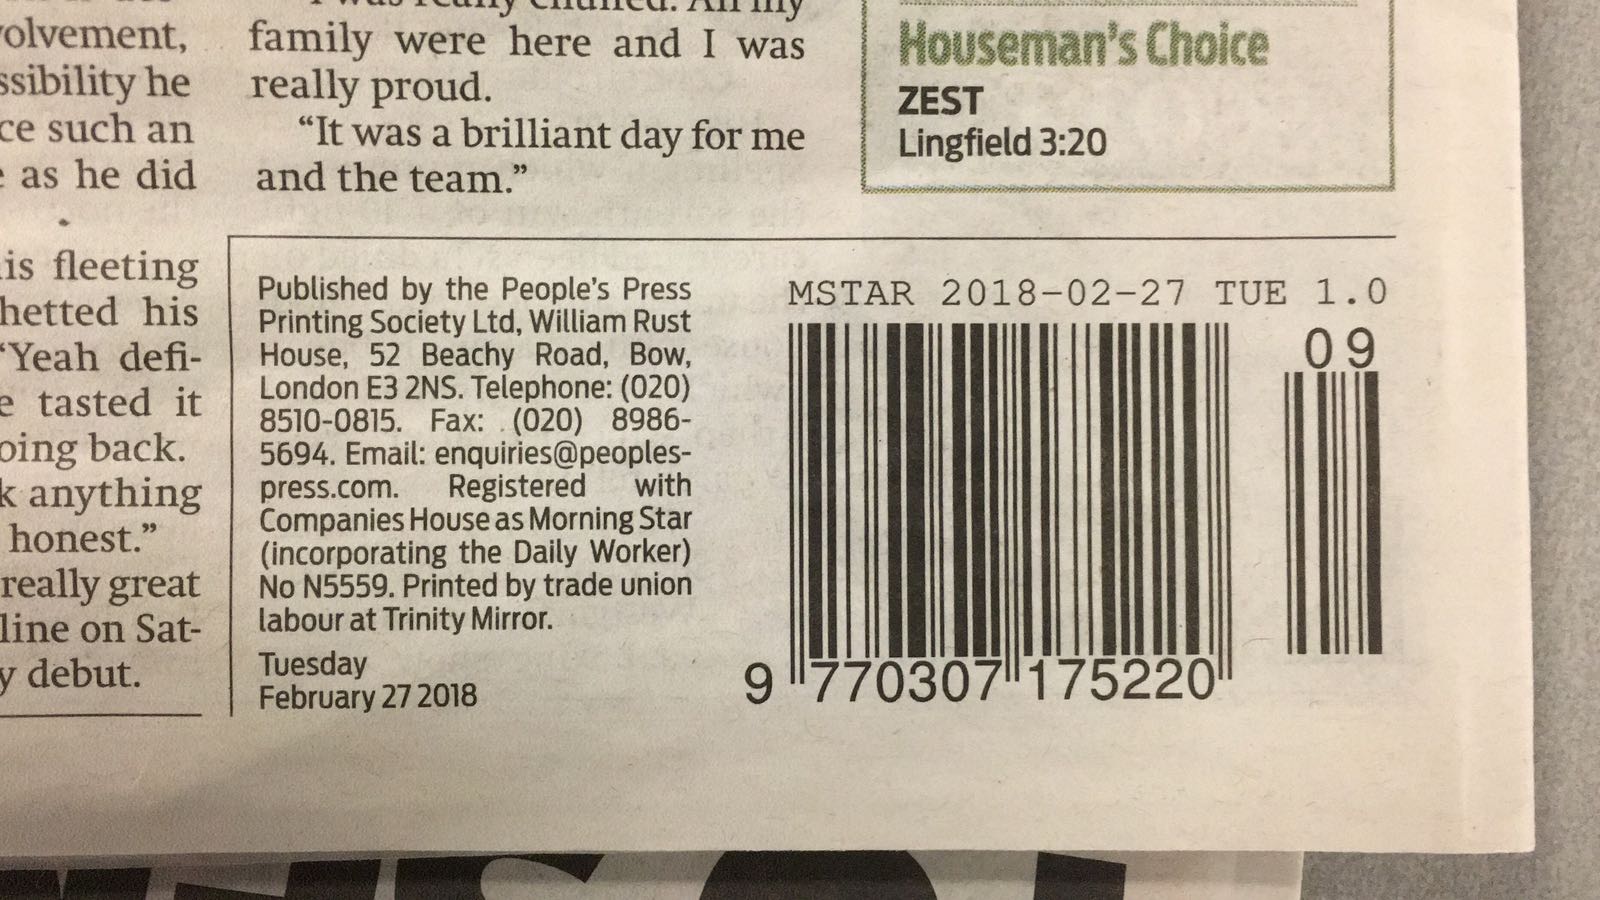 volvement,
ssibility he
ce such an
e as he did
is fleeting
hetted his
“Yeah defi-
e tasted it
oing back.
k anything
honest.”
really great
line on Sat-
y debut.
I was really chuffed. All my
family were here and I was
really proud.
“It was a brilliant day for me
and the team.”
Houseman's Choice
ZEST
Lingfield 3:20
Published by the People's Press
Printing Society Ltd, William Rust
House, 52 Beachy Road, Bow,
London E3 2NS. Telephone: (020)
8510-0815. Fax: (020) 8986-
5694. Email: enquiries@peoples-
press.com. Registered with
Companies House as Morning Star
(incorporating the Daily Worker)
No N5559. Printed by trade union
labour at Trinity Mirror.
Tuesday
February 27 2018
MSTAR 2018-02-27 TUE 1.0
09
9 770307 175220